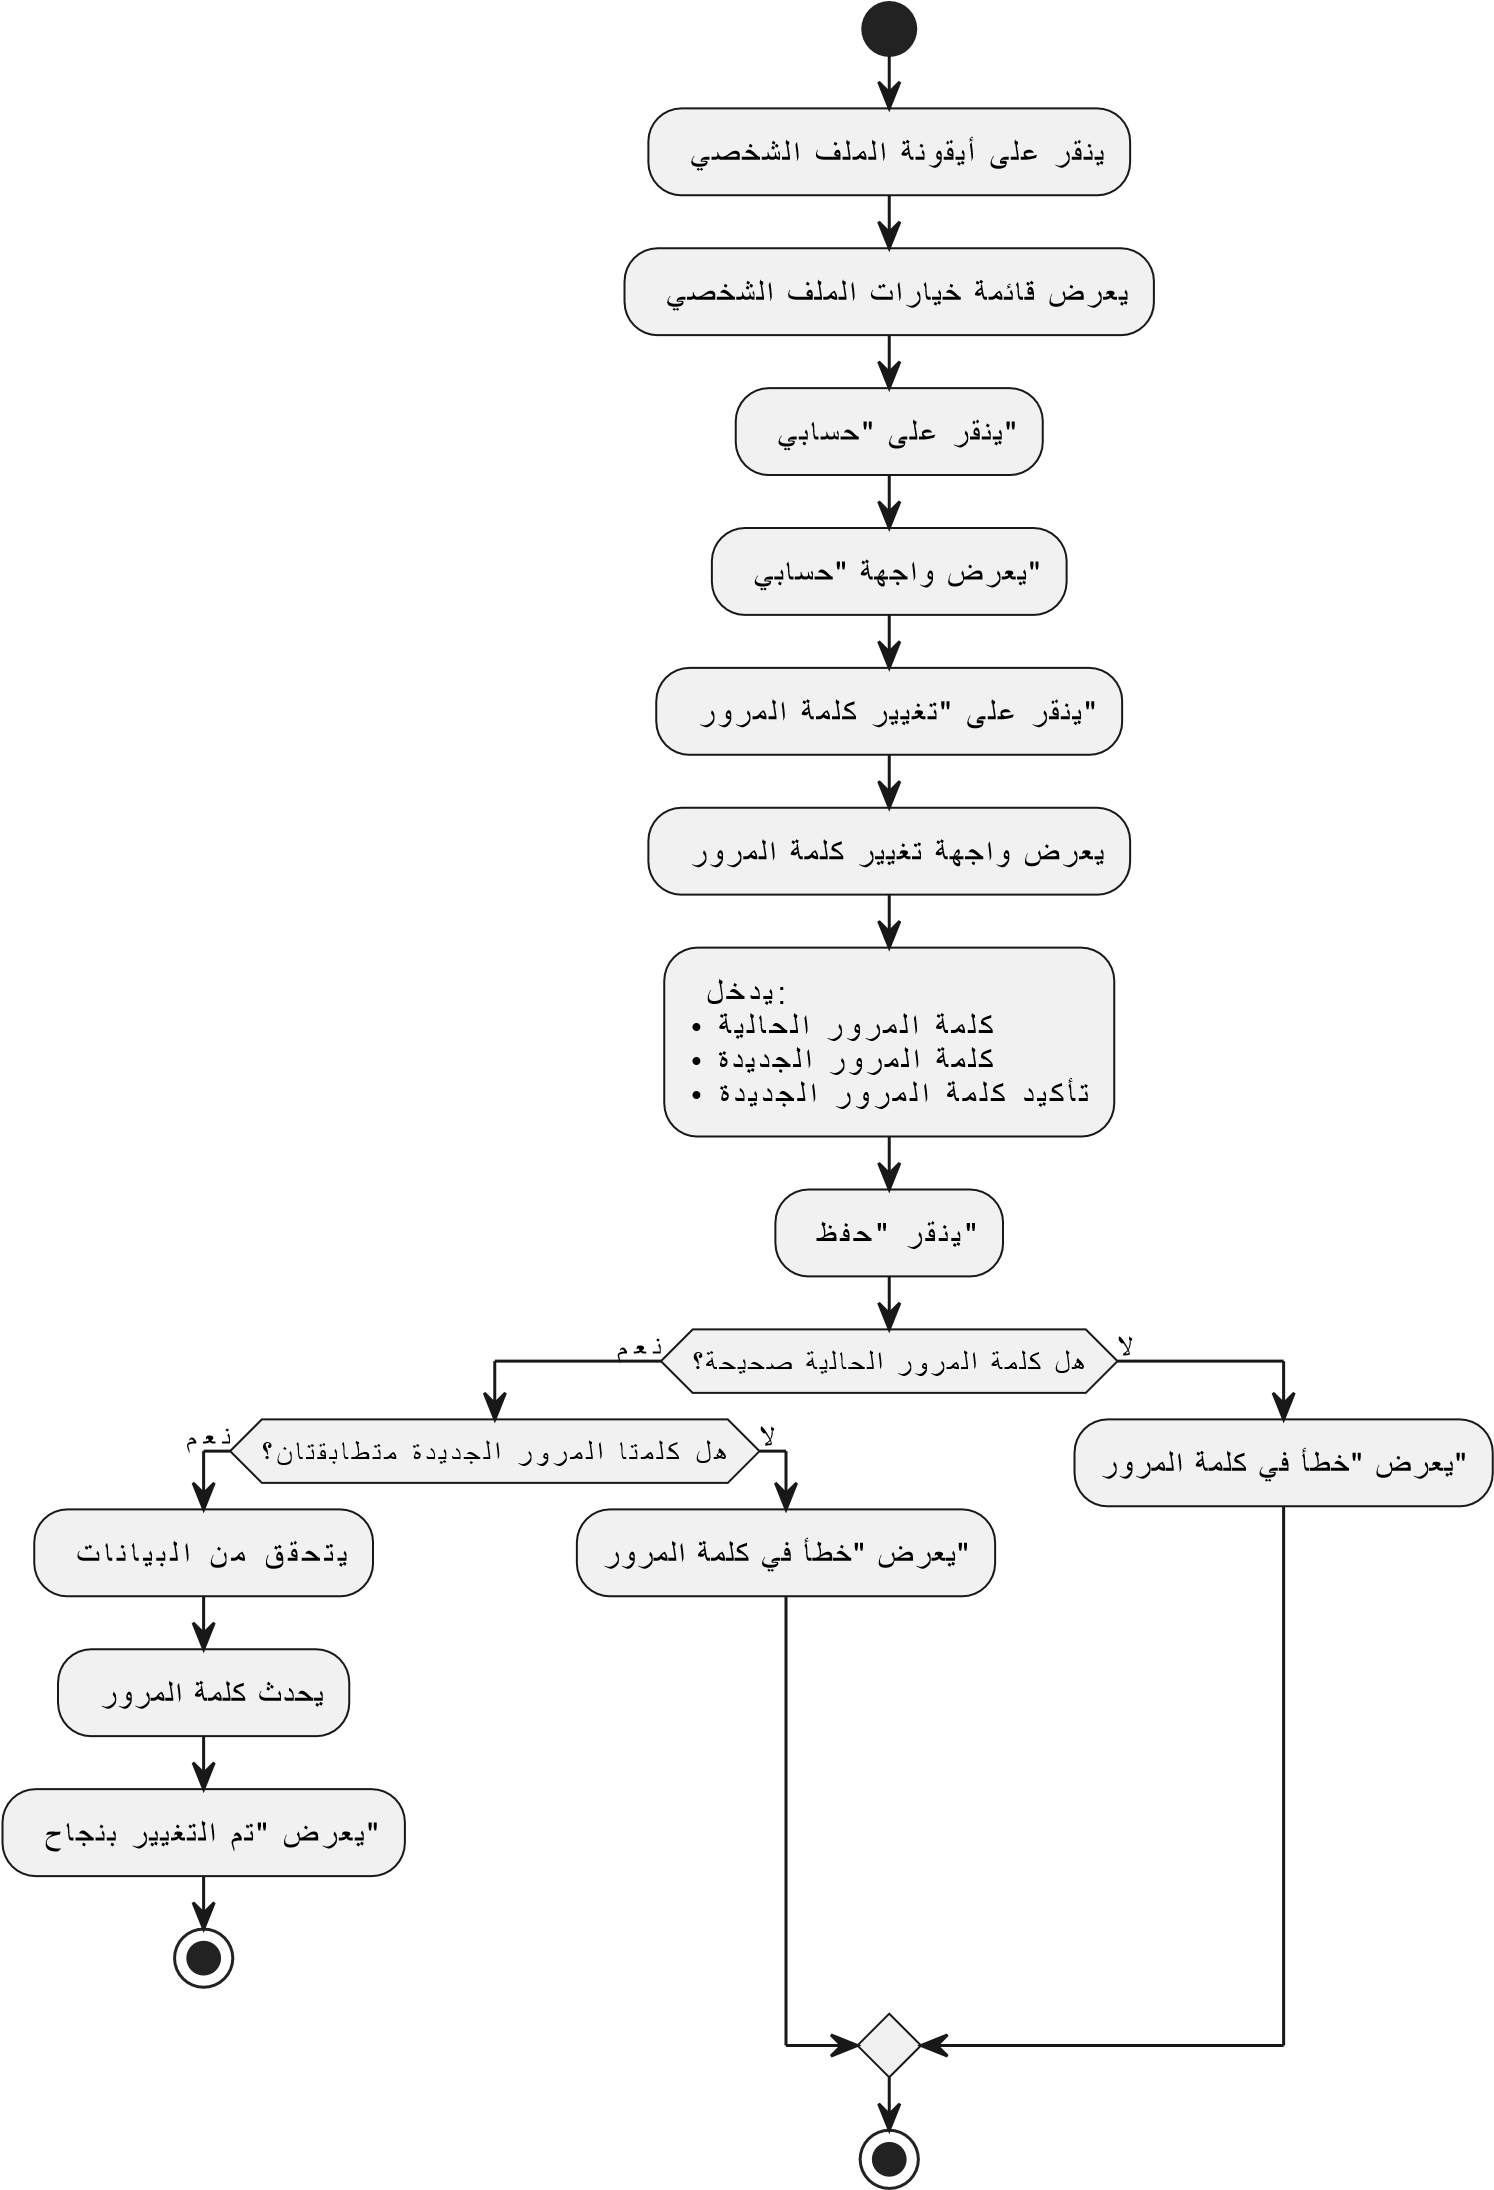 ينقر على أيقونة الملف الشخصي
يعرض قائمة خيارات الملف الشخصي
ينقر على "حسابي"
يعرض واجهة "حسابي"
ينقر على "تغيير كلمة المرور"
يعرض واجهة تغيير كلمة المرور
يدخل:
• كلمة المرور الحالية
• كلمة المرور الجديدة
• تأكيد كلمة المرور الجديدة
ينقر "حفظ"
هل كلمة المرور الحالية صحيحة؟
نعم
لا
هل كلمتا المرور الجديدة متطابقتان؟
نعم
لا
يعرض "خطأ في كلمة المرور"
يتحقق من البيانات
يعرض "خطأ في كلمة المرور"
يحدث كلمة المرور
يعرض "تم التغيير بنجاح"